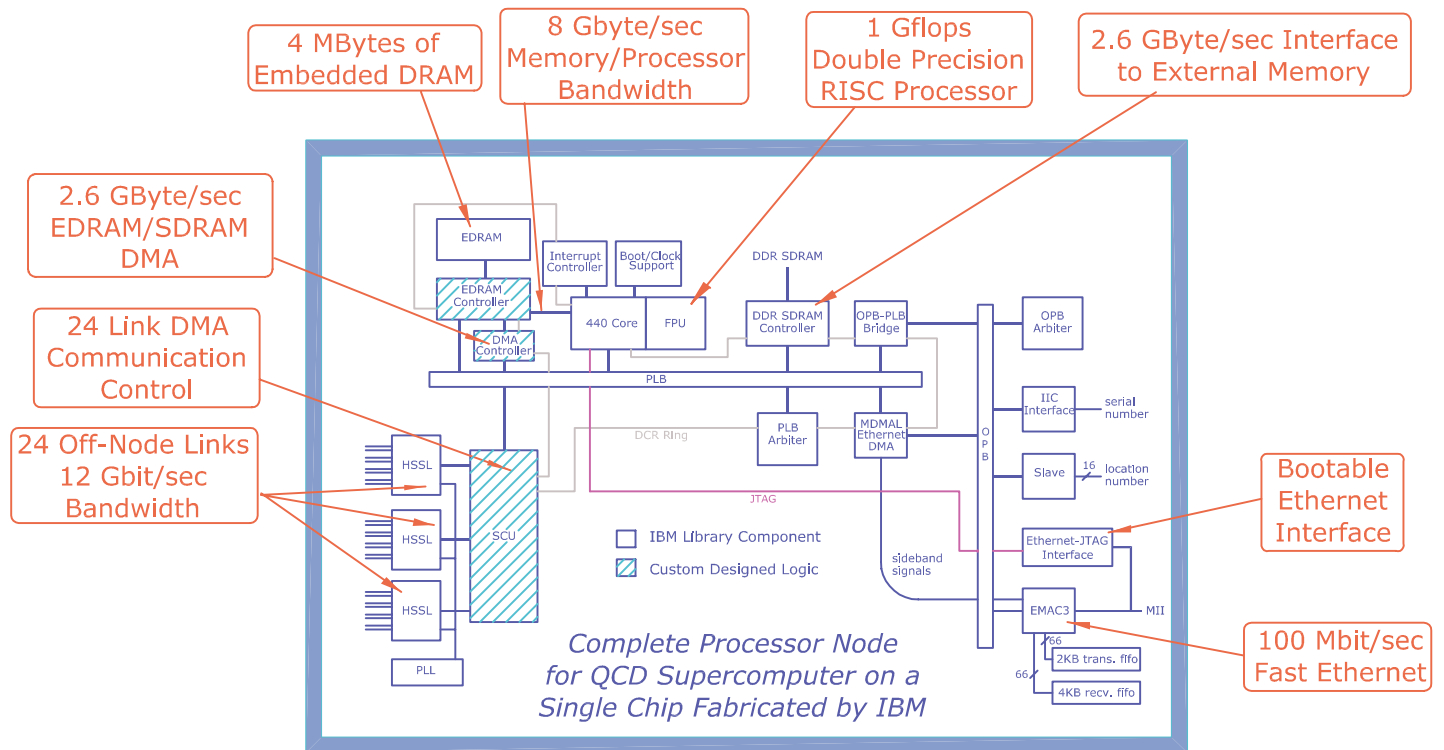 4 MBytes of
Embedded DRAM
8 Gbyte/sec
Memory/Processor
Bandwidth
1 Gflops
Double Precision
RISC Processor
2.6 GByte/sec Interface
to External Memory
2.6 GByte/sec
EDRAM/SDRAM
DMA
24 Link DMA
Communication
Control
24 Off-Node Links
12 Gbit/sec
Bandwidth
Bootable
Ethernet
Interface
100 Mbit/sec
Fast Ethernet
EDRAM
Interrupt
Controller
Boot/Clock
Support
DDR SDRAM
EDRAM
Controller
440 Core
FPU
DDR SDRAM
Controller
OPB-PLB
Bridge
OPB
Arbiter
DMA
Controller
PLB
IIC
Interface
serial
number
DCR Ring
PLB
Arbiter
MDMAL
Ethernet
DMA
O
P
B
HSSL
Slave
16
location
number
JTAG
HSSL
SCU
IBM Library Component
Custom Designed Logic
Ethernet-JTAG
Interface
sideband
signals
HSSL
EMAC3
MII
PLL
66
2KB trans. fifo
66
4KB recv. fifo
Complete Processor Node
for QCD Supercomputer on a
Single Chip Fabricated by IBM